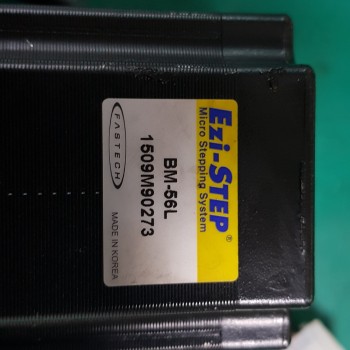 Ezi-STEP®
Micro Stepping System
BM-56L
1509M90273
FASTECH
MADE IN KOREA